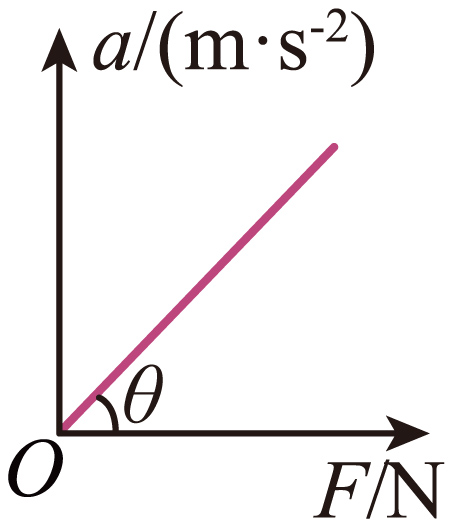 a/(m·s⁻²)
θ
O
F/N